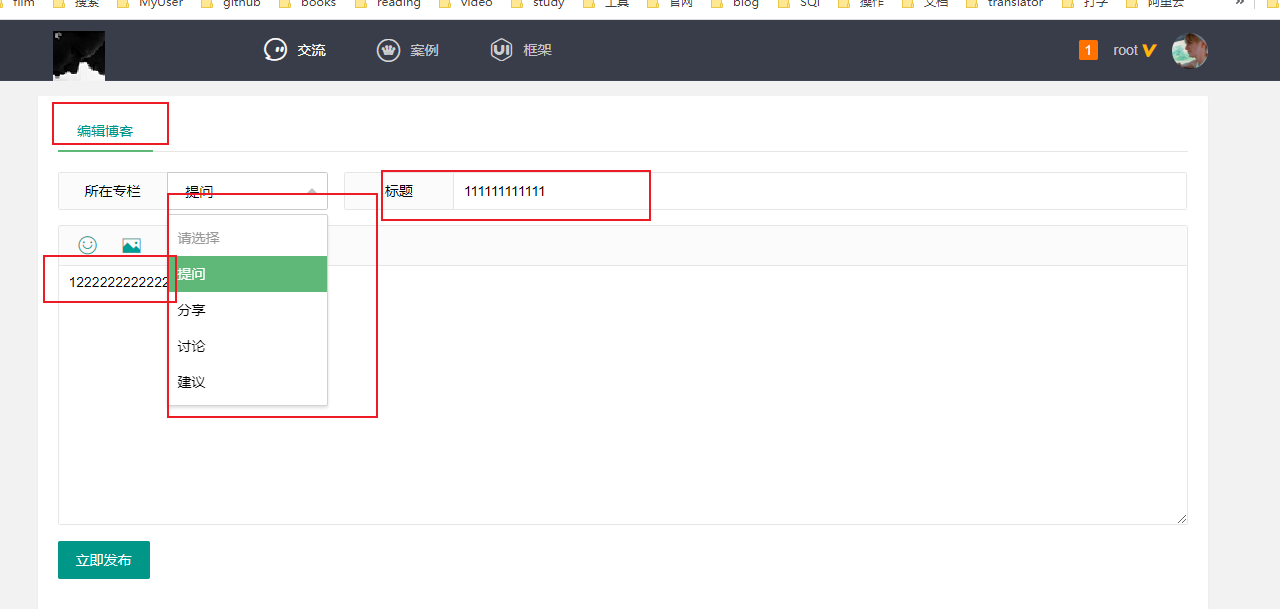 film 搜索 MyUser github books reading video study 工具 官网 blog SQl 操作 文档 translator 打字 阿里云 »
交流 案例 UI 框架 1 root V
编辑博客
所在专栏 提问 标题 111111111111
请选择
提问
1222222222222
分享
讨论
建议
立即发布